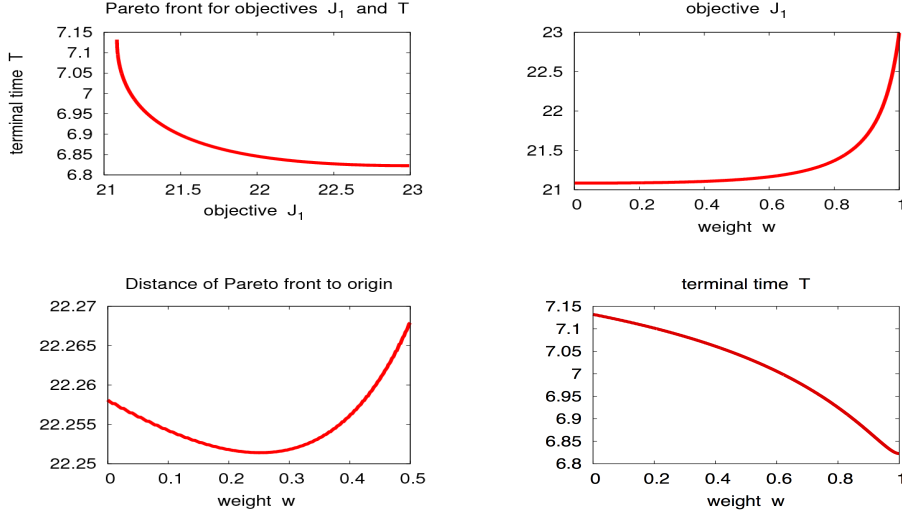 Pareto front for objectives J1 and T
terminal time T
7.15
7.1
7.05
7
6.95
6.9
6.85
6.8
21 21.5 22 22.5 23
objective J1
objective J1
23
22.5
22
21.5
21
0 0.2 0.4 0.6 0.8 1
weight w
Distance of Pareto front to origin
22.27
22.265
22.26
22.255
22.25
0 0.1 0.2 0.3 0.4 0.5
weight w
terminal time T
7.15
7.1
7.05
7
6.95
6.9
6.85
6.8
0 0.2 0.4 0.6 0.8 1
weight w